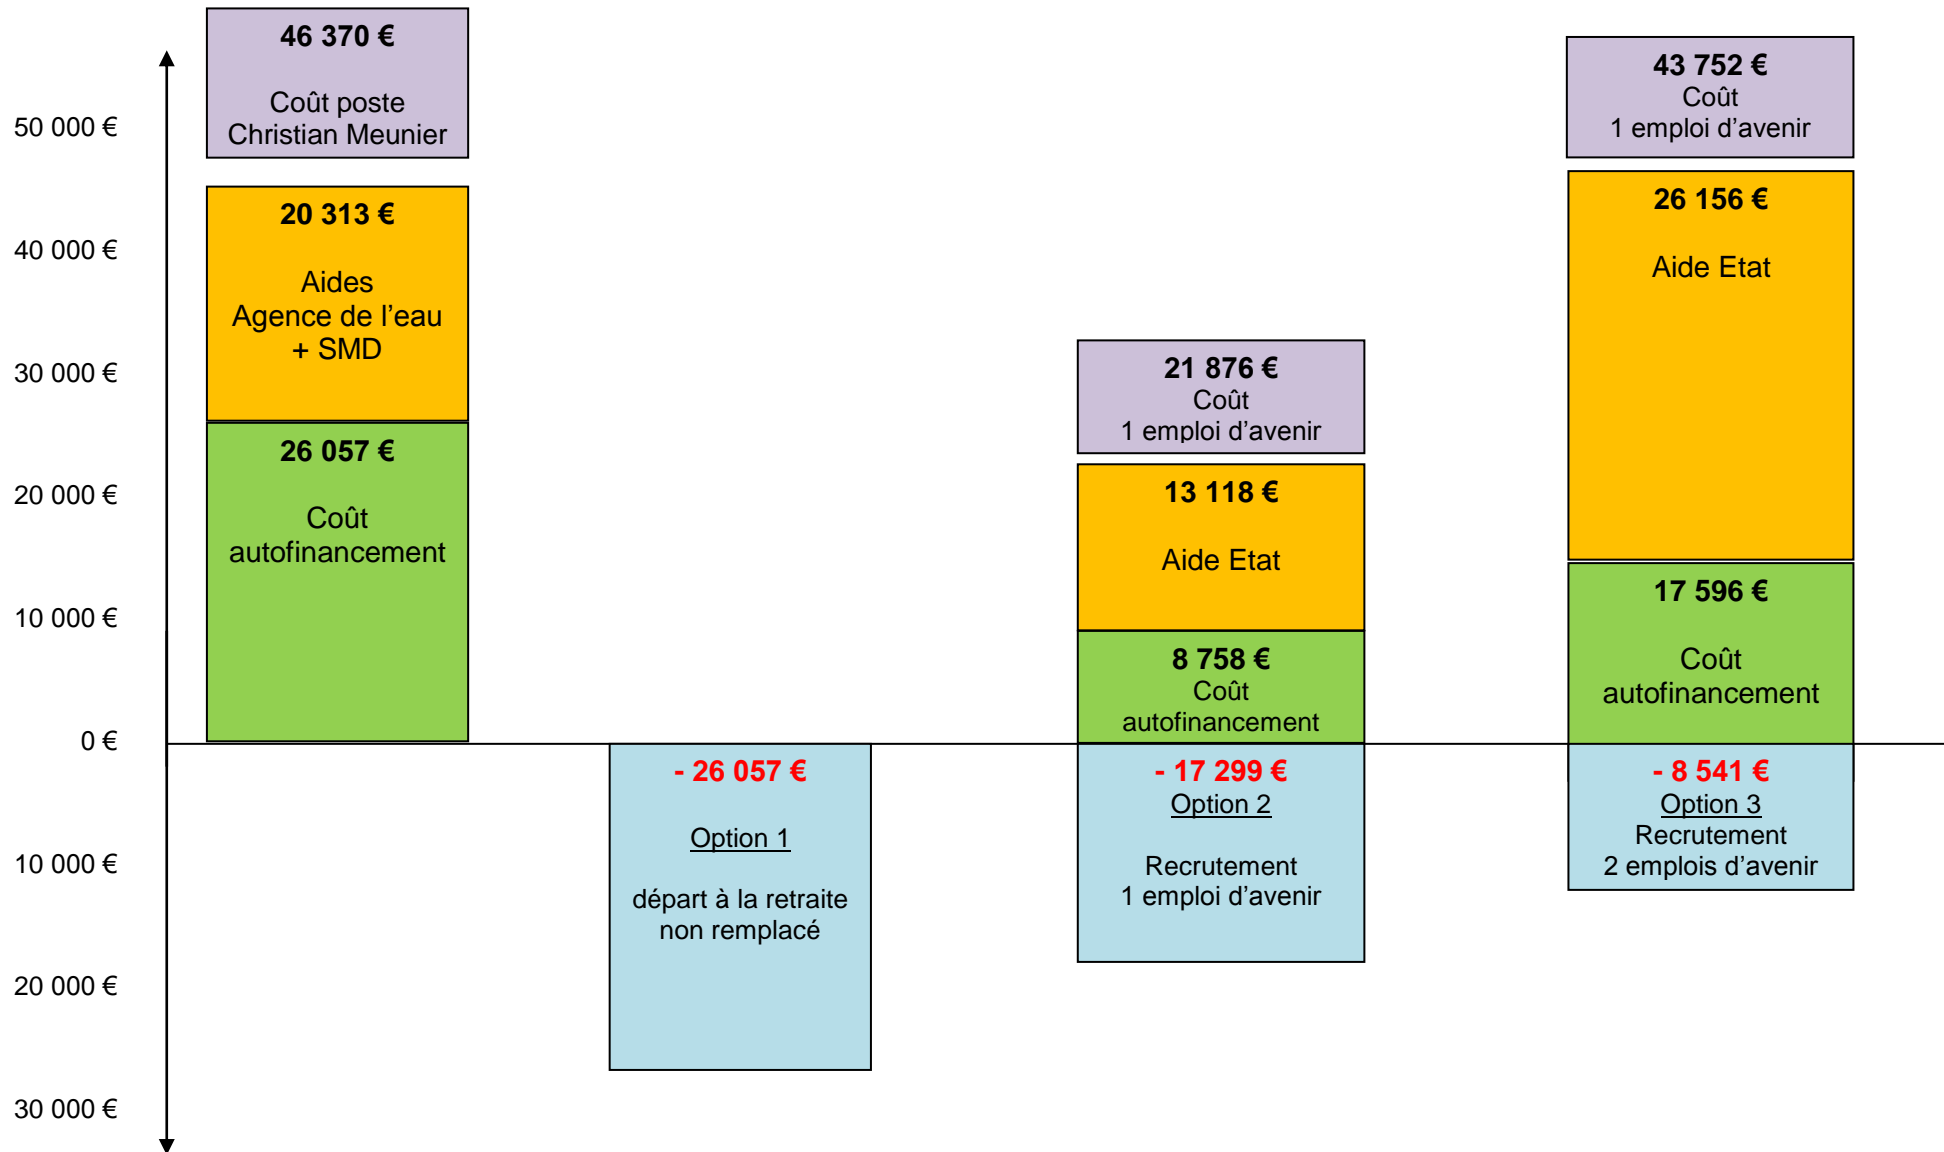 50 000 €
40 000 €
30 000 €
20 000 €
10 000 €
0 €
10 000 €
20 000 €
30 000 €
46 370 €
Coût poste
Christian Meunier
20 313 €
Aides
Agence de l’eau
+ SMD
26 057 €
Coût
autofinancement
- 26 057 €
Option 1
départ à la retraite
non remplacé
21 876 €
Coût
1 emploi d’avenir
13 118 €
Aide Etat
8 758 €
Coût
autofinancement
- 17 299 €
Option 2
Recrutement
1 emploi d’avenir
43 752 €
Coût
1 emploi d’avenir
26 156 €
Aide Etat
17 596 €
Coût
autofinancement
- 8 541 €
Option 3
Recrutement
2 emplois d’avenir